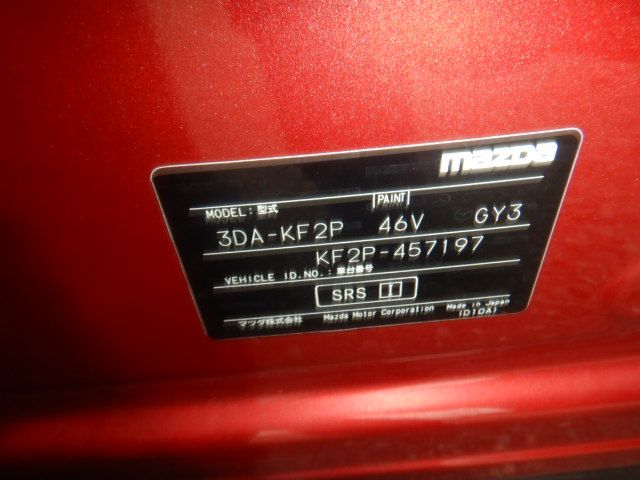 mazda
MODEL:型式 PAINT
3DA-KF2P 46V GY3
KF2P-457197
VEHICLE ID.NO.:車台番号
SRS I
マツダ株式会社 Mazda Motor Corporation Made in Japan
(D10A)